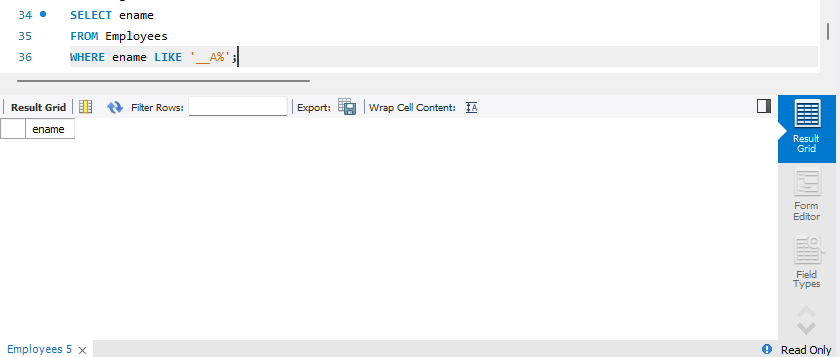 34 SELECT ename
35 FROM Employees
36 WHERE ename LIKE '__A%';
Result Grid Filter Rows: Export: Wrap Cell Content:
ename
Result
Grid
Form
Editor
Field
Types
Employees 5 Read Only